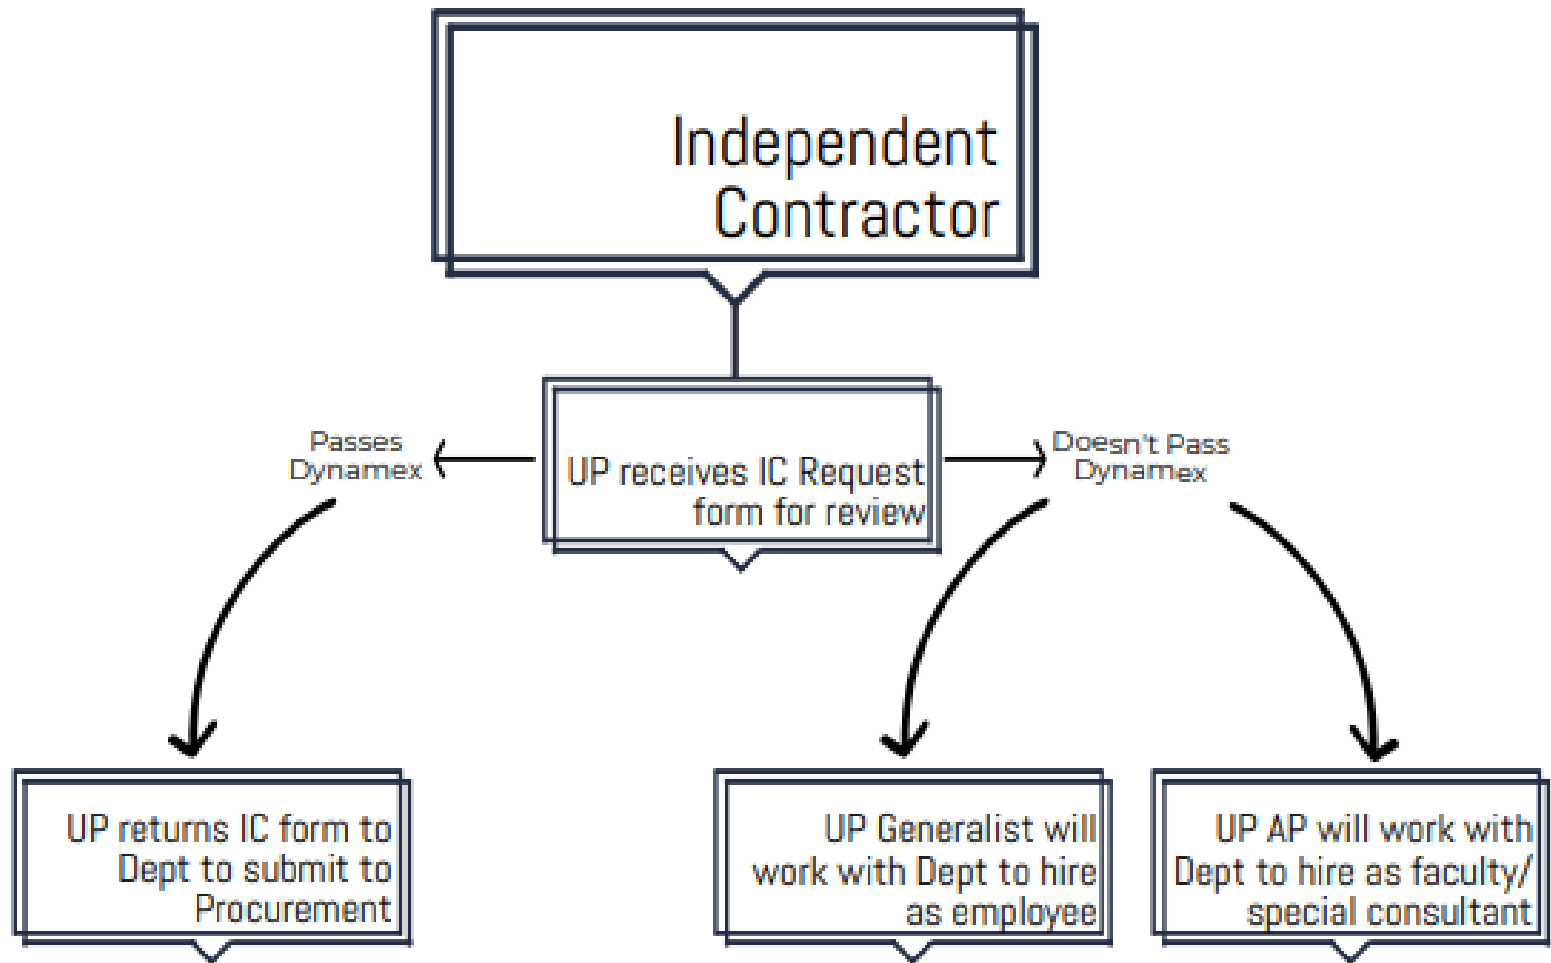 Independent
Contractor
UP receives IC Request
form for review
Passes
Dynamex
Doesn't Pass
Dynamex
UP returns IC form to
Dept to submit to
Procurement
UP Generalist will
work with Dept to hire
as employee
UP AP will work with
Dept to hire as faculty/
special consultant